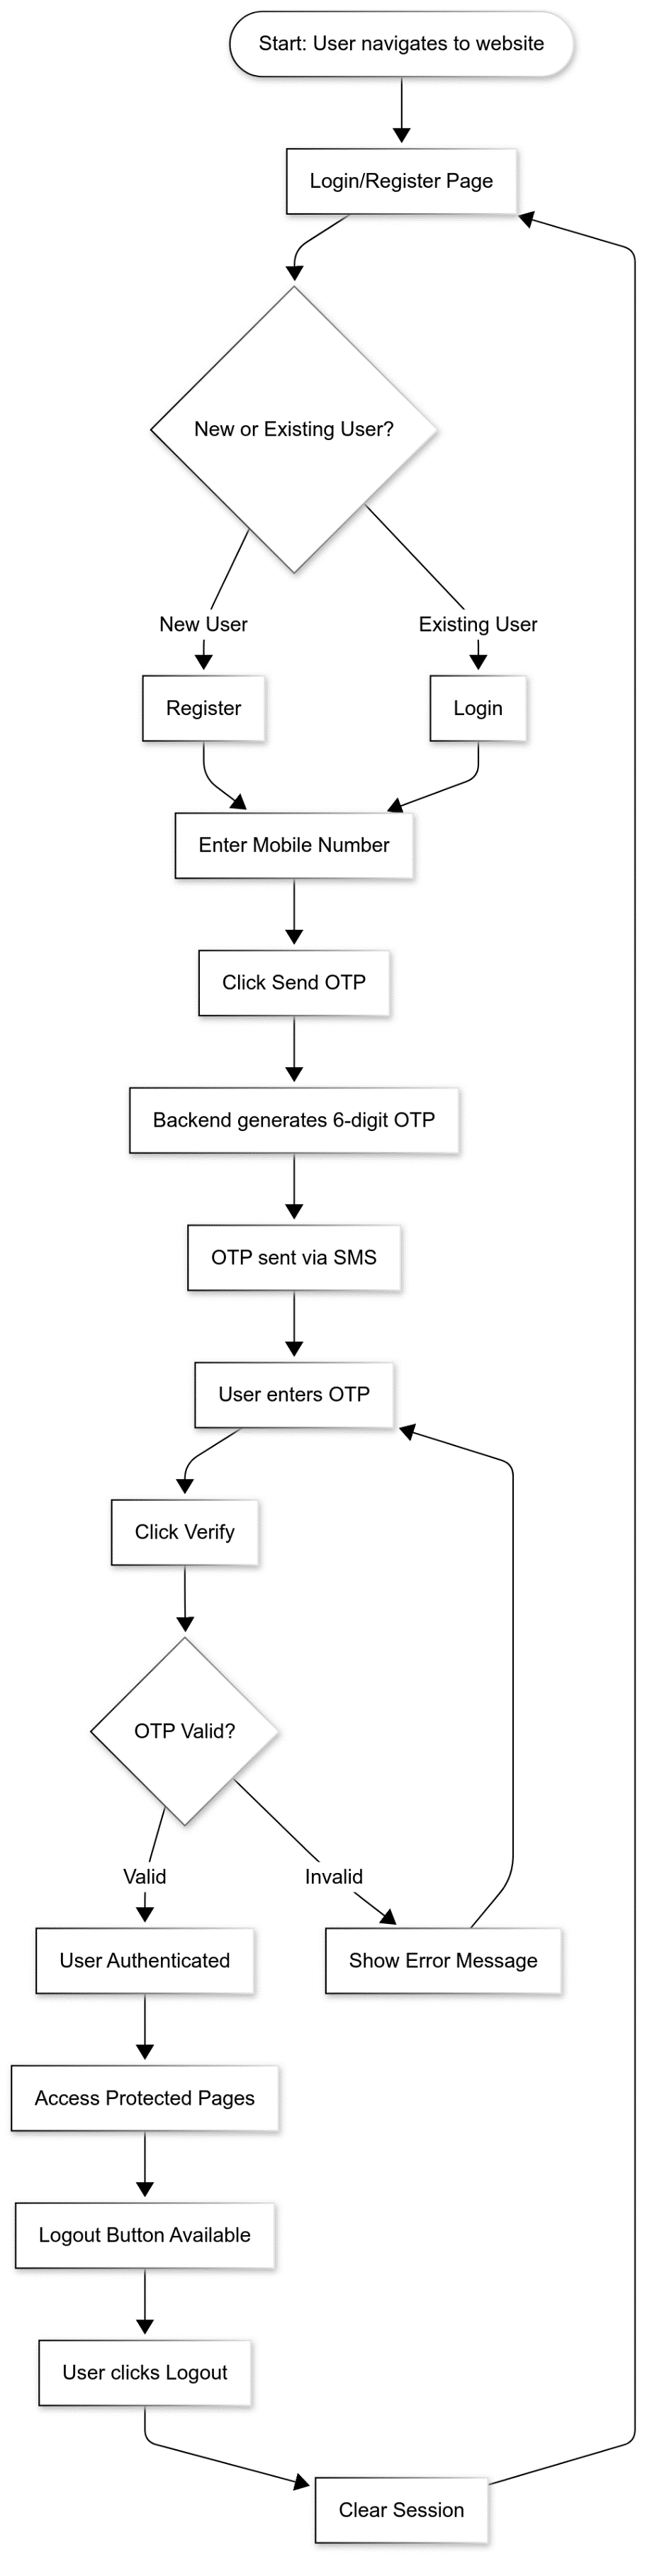 Start: User navigates to website
Login/Register Page
New or Existing User?
New User
Existing User
Register
Login
Enter Mobile Number
Click Send OTP
Backend generates 6-digit OTP
OTP sent via SMS
User enters OTP
Click Verify
OTP Valid?
Valid
Invalid
User Authenticated
Show Error Message
Access Protected Pages
Logout Button Available
User clicks Logout
Clear Session